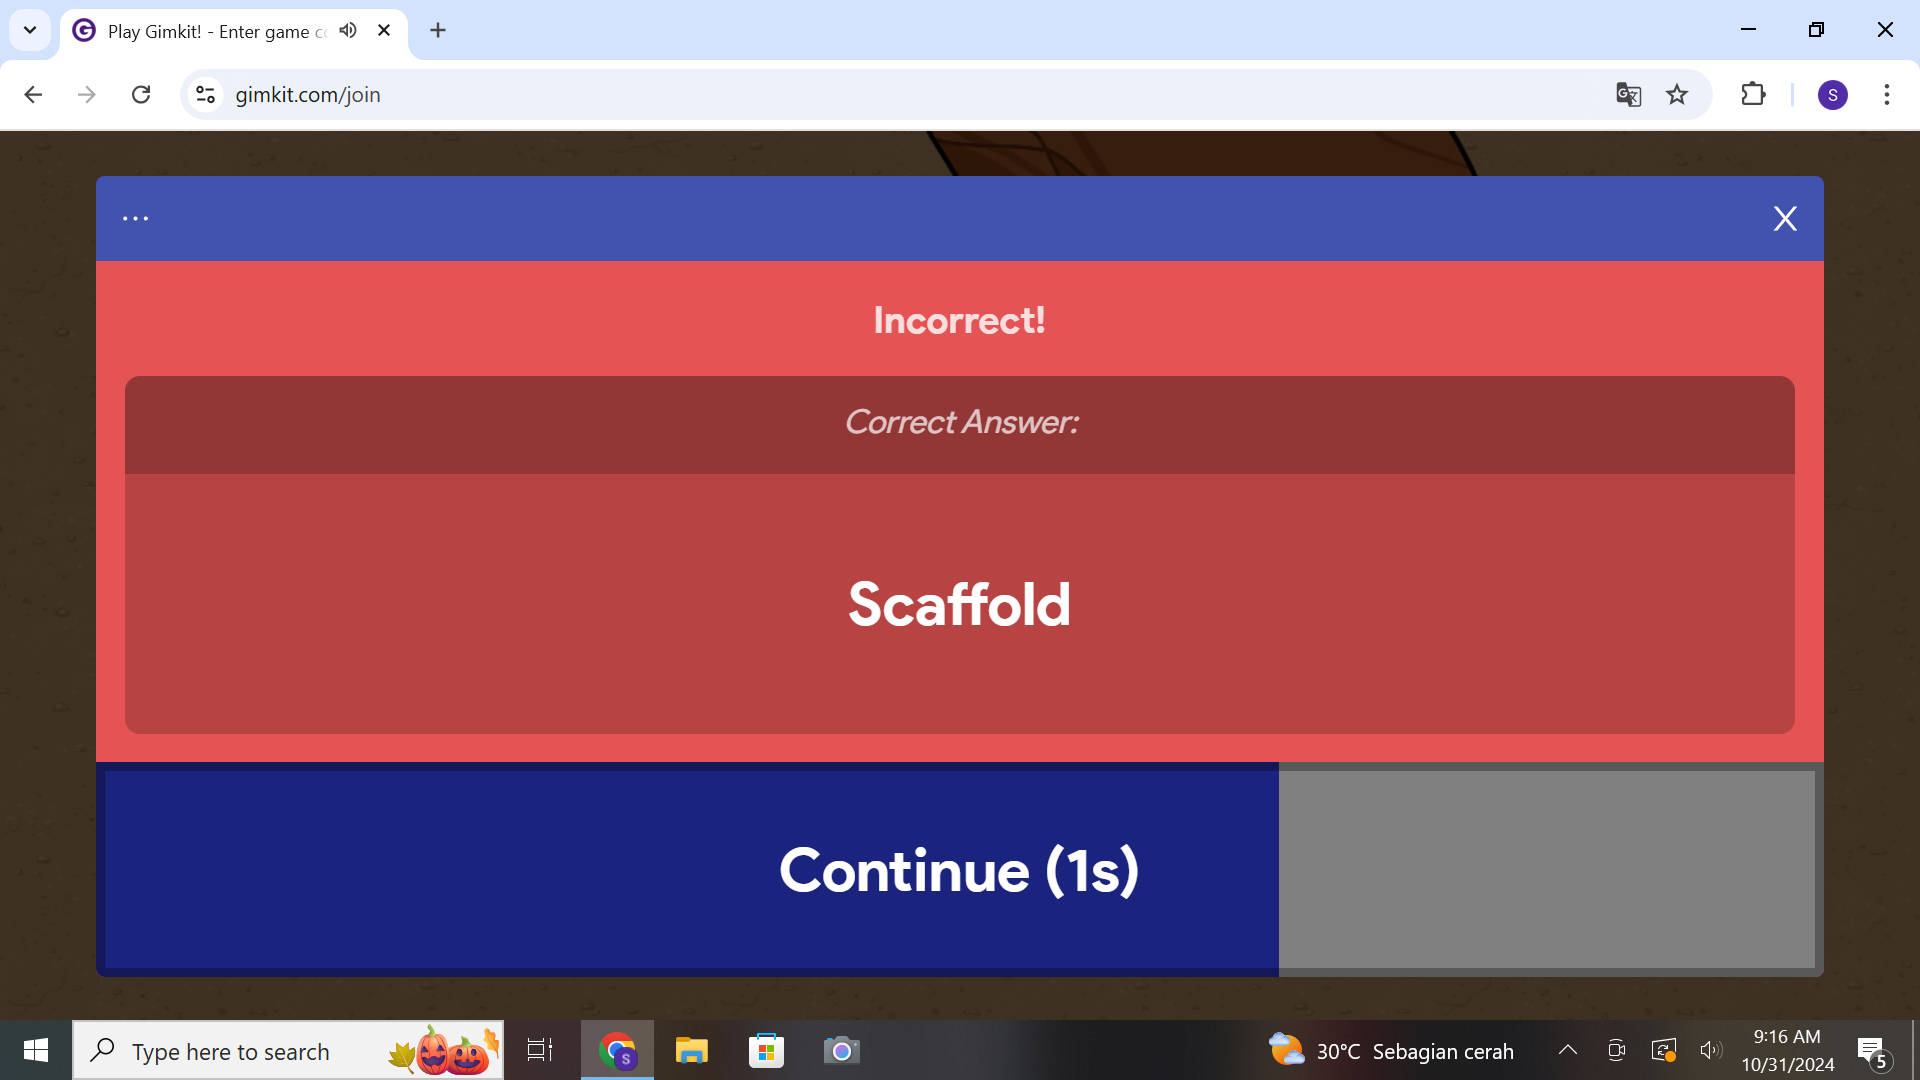 Play Gimkit! - Enter game c
gimkit.com/join
S
...
X
Incorrect!
Correct Answer:
Scaffold
Continue (1s)
Type here to search
S
30°C Sebagian cerah
9:16 AM
10/31/2024
5